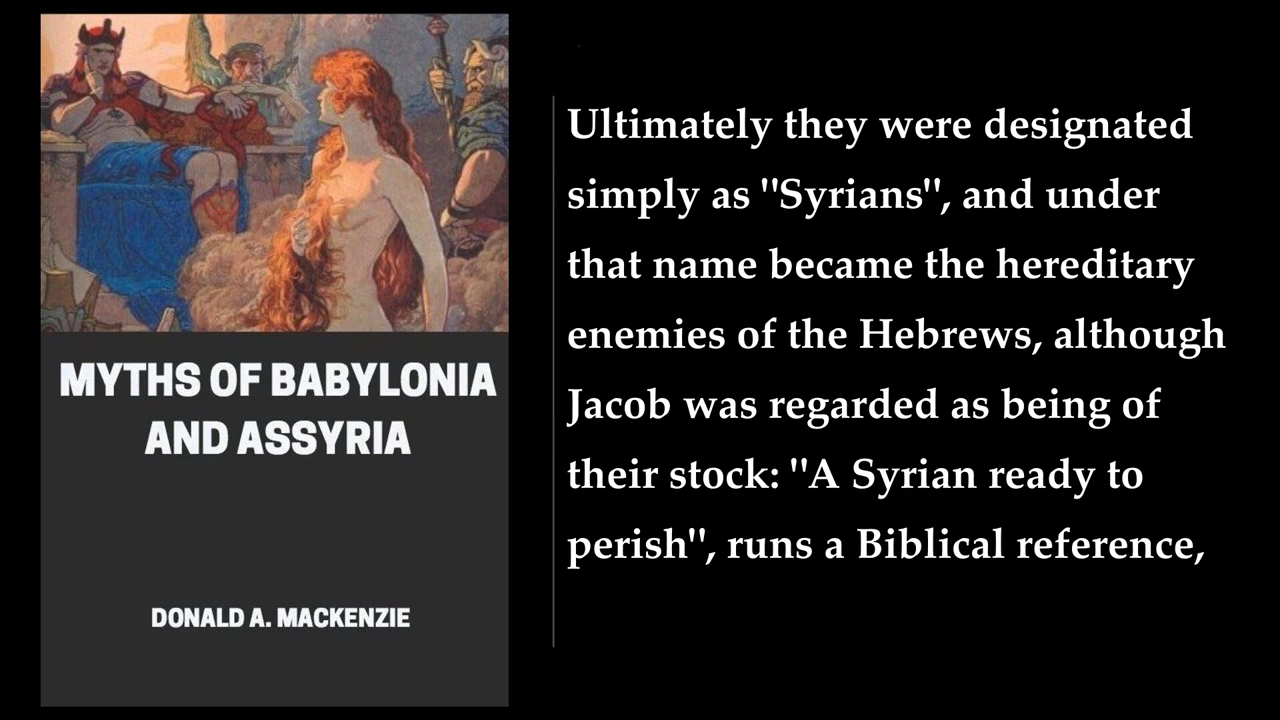 MYTHS OF BABYLONIA
AND ASSYRIA
DONALD A. MACKENZIE
Ultimately they were designated
simply as "Syrians", and under
that name became the hereditary
enemies of the Hebrews, although
Jacob was regarded as being of
their stock: "A Syrian ready to
perish", runs a Biblical reference,